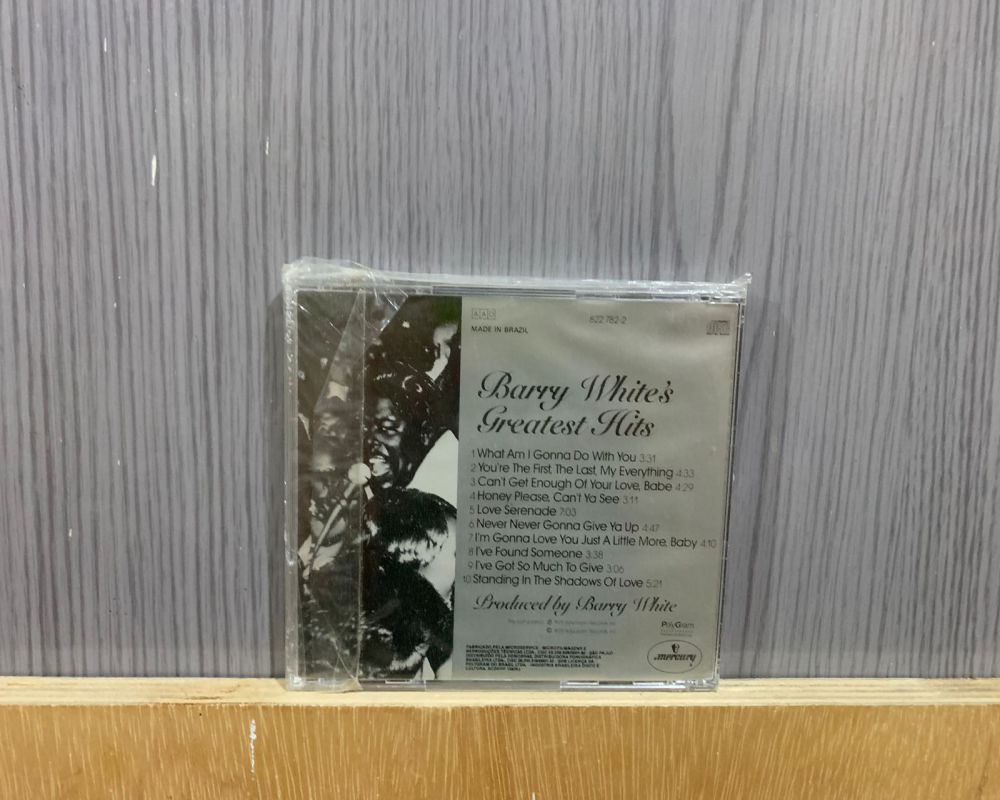 AAD
822 782-2
MADE IN BRAZIL
Barry White's
Greatest Hits
1 What Am I Gonna Do With You 3:31
2 You're The First, The Last, My Everything 4:33
3 Can't Get Enough Of Your Love, Babe 4:29
4 Honey Please, Can't Ya See 3:11
5 Love Serenade 7:03
6 Never Never Gonna Give Ya Up 4:47
7 I'm Gonna Love You Just A Little More, Baby 4:10
8 I've Found Someone 3:38
9 I've Got So Much To Give 3:06
10 Standing In The Shadows Of Love 5:21
Produced by Barry White
PolyGram
mercury